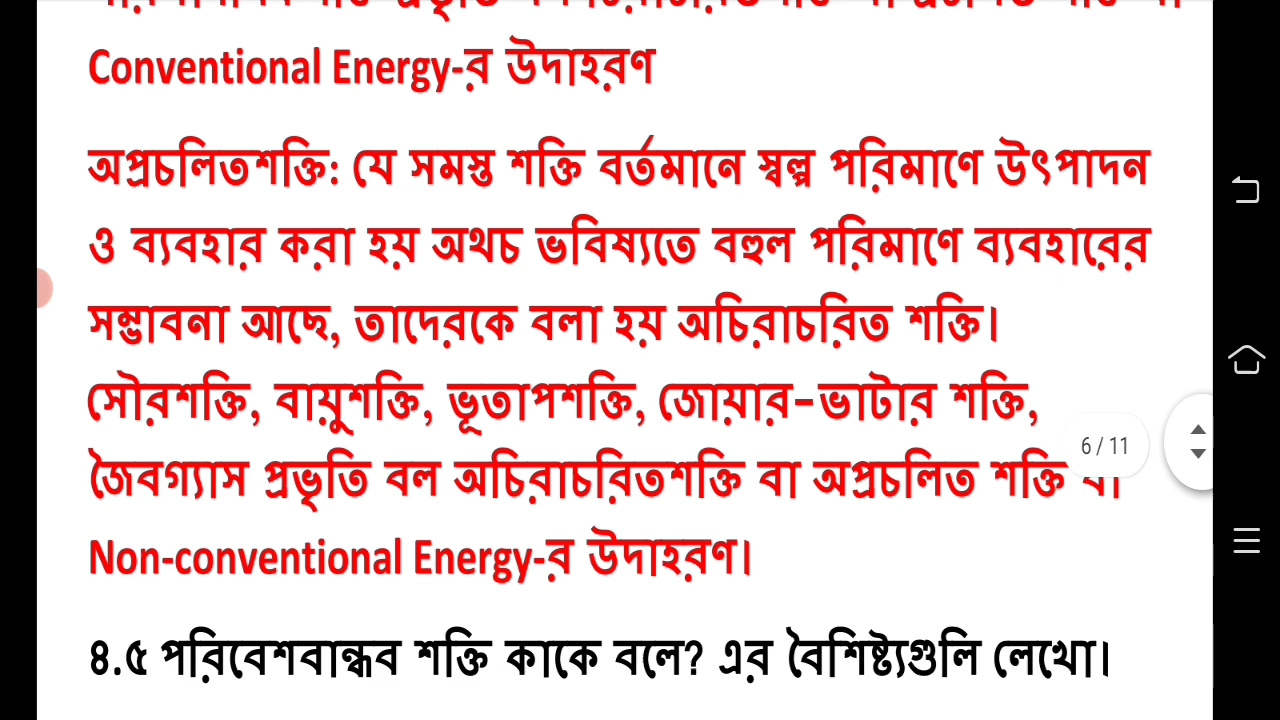 Conventional Energy-র উদাহরণ
অপ্রচলিতশক্তি: যে সমস্ত শক্তি বর্তমানে স্বল্প পরিমাণে উৎপাদন
ও ব্যবহার করা হয় অথচ ভবিষ্যতে বহুল পরিমাণে ব্যবহারের
সম্ভাবনা আছে, তাদেরকে বলা হয় অচিরাচরিত শক্তি।
সৌরশক্তি, বায়ুশক্তি, ভূতাপশক্তি, জোয়ার-ভাটার শক্তি,
জৈবগ্যাস প্রভৃতি বল অচিরাচরিতশক্তি বা অপ্রচলিত শক্তি
6 / 11
Non-conventional Energy-র উদাহরণ।
৪.৫ পরিবেশবান্ধব শক্তি কাকে বলে? এর বৈশিষ্ট্যগুলি লেখো।